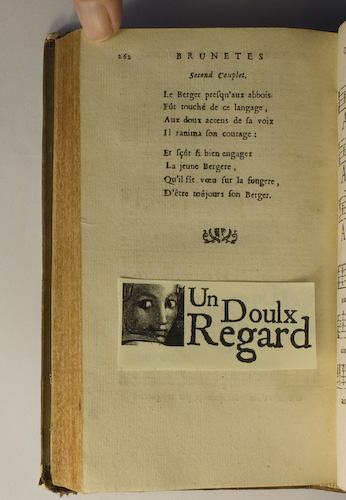 262 BRUNETES
Second Couplet.
Le Berger presqu'aux abbois.
Fût touché de ce langage,
Aux doux accens de sa voix
Il ranima son courage :
Et sçût si bien engager
La jeune Bergere,
Qu'il fit vœu sur la fougere,
D'être toûjours son Berger.
Un Doulx
Regard